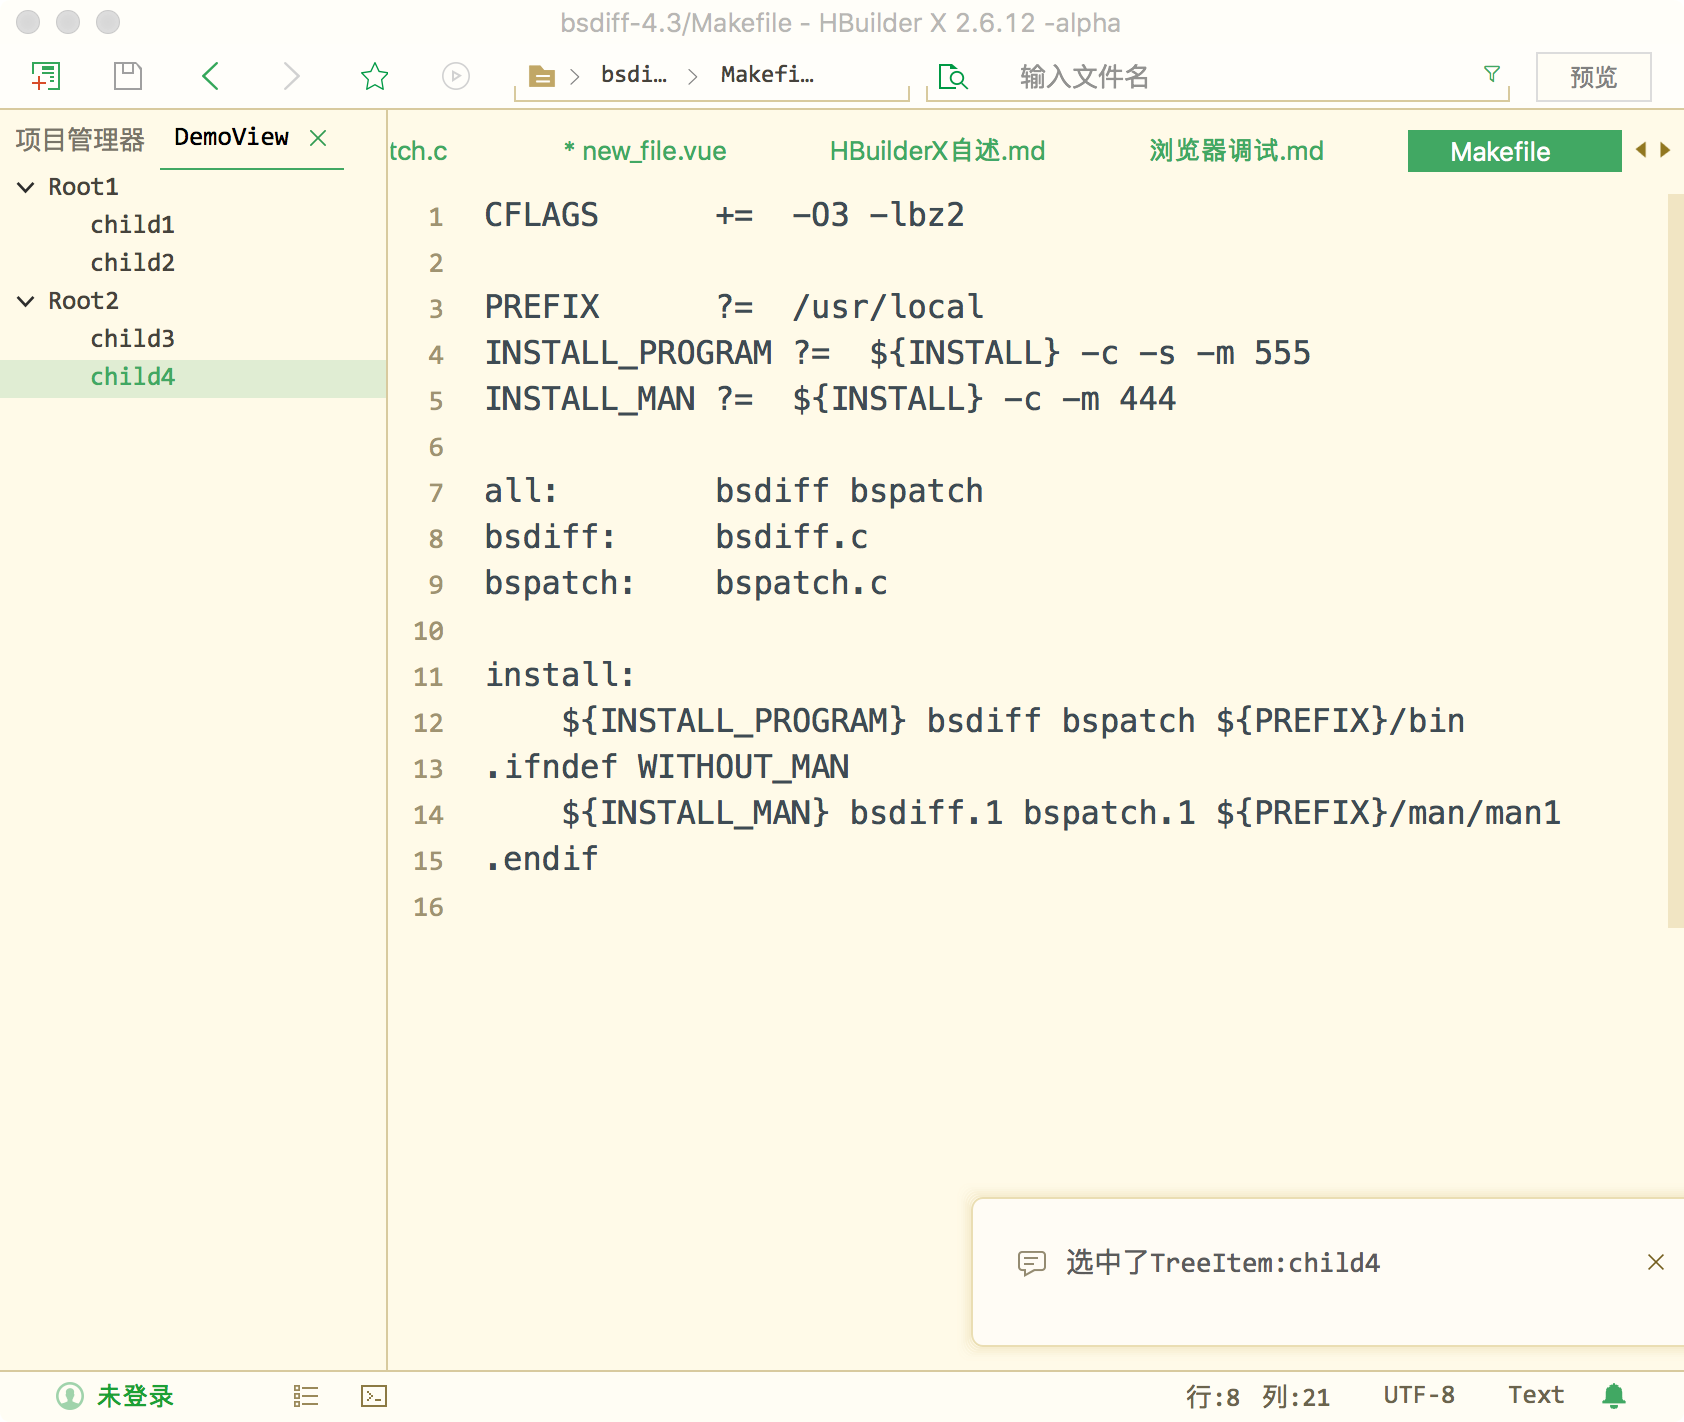 bsdiff-4.3/Makefile - HBuilder X 2.6.12 -alpha
bsdi... Makefi... 输入文件名 预览
项目管理器 DemoView
tch.c * new_file.vue HBuilderX自述.md 浏览器调试.md Makefile
Root1
child1
child2
Root2
child3
child4
1 CFLAGS += -O3 -lbz2
2
3 PREFIX ?= /usr/local
4 INSTALL_PROGRAM ?= ${INSTALL} -c -s -m 555
5 INSTALL_MAN ?= ${INSTALL} -c -m 444
6
7 all: bsdiff bspatch
8 bsdiff: bsdiff.c
9 bspatch: bspatch.c
10
11 install:
12 ${INSTALL_PROGRAM} bsdiff bspatch ${PREFIX}/bin
13 .ifndef WITHOUT_MAN
14 ${INSTALL_MAN} bsdiff.1 bspatch.1 ${PREFIX}/man/man1
15 .endif
16
选中了TreeItem:child4
未登录 行:8 列:21 UTF-8 Text